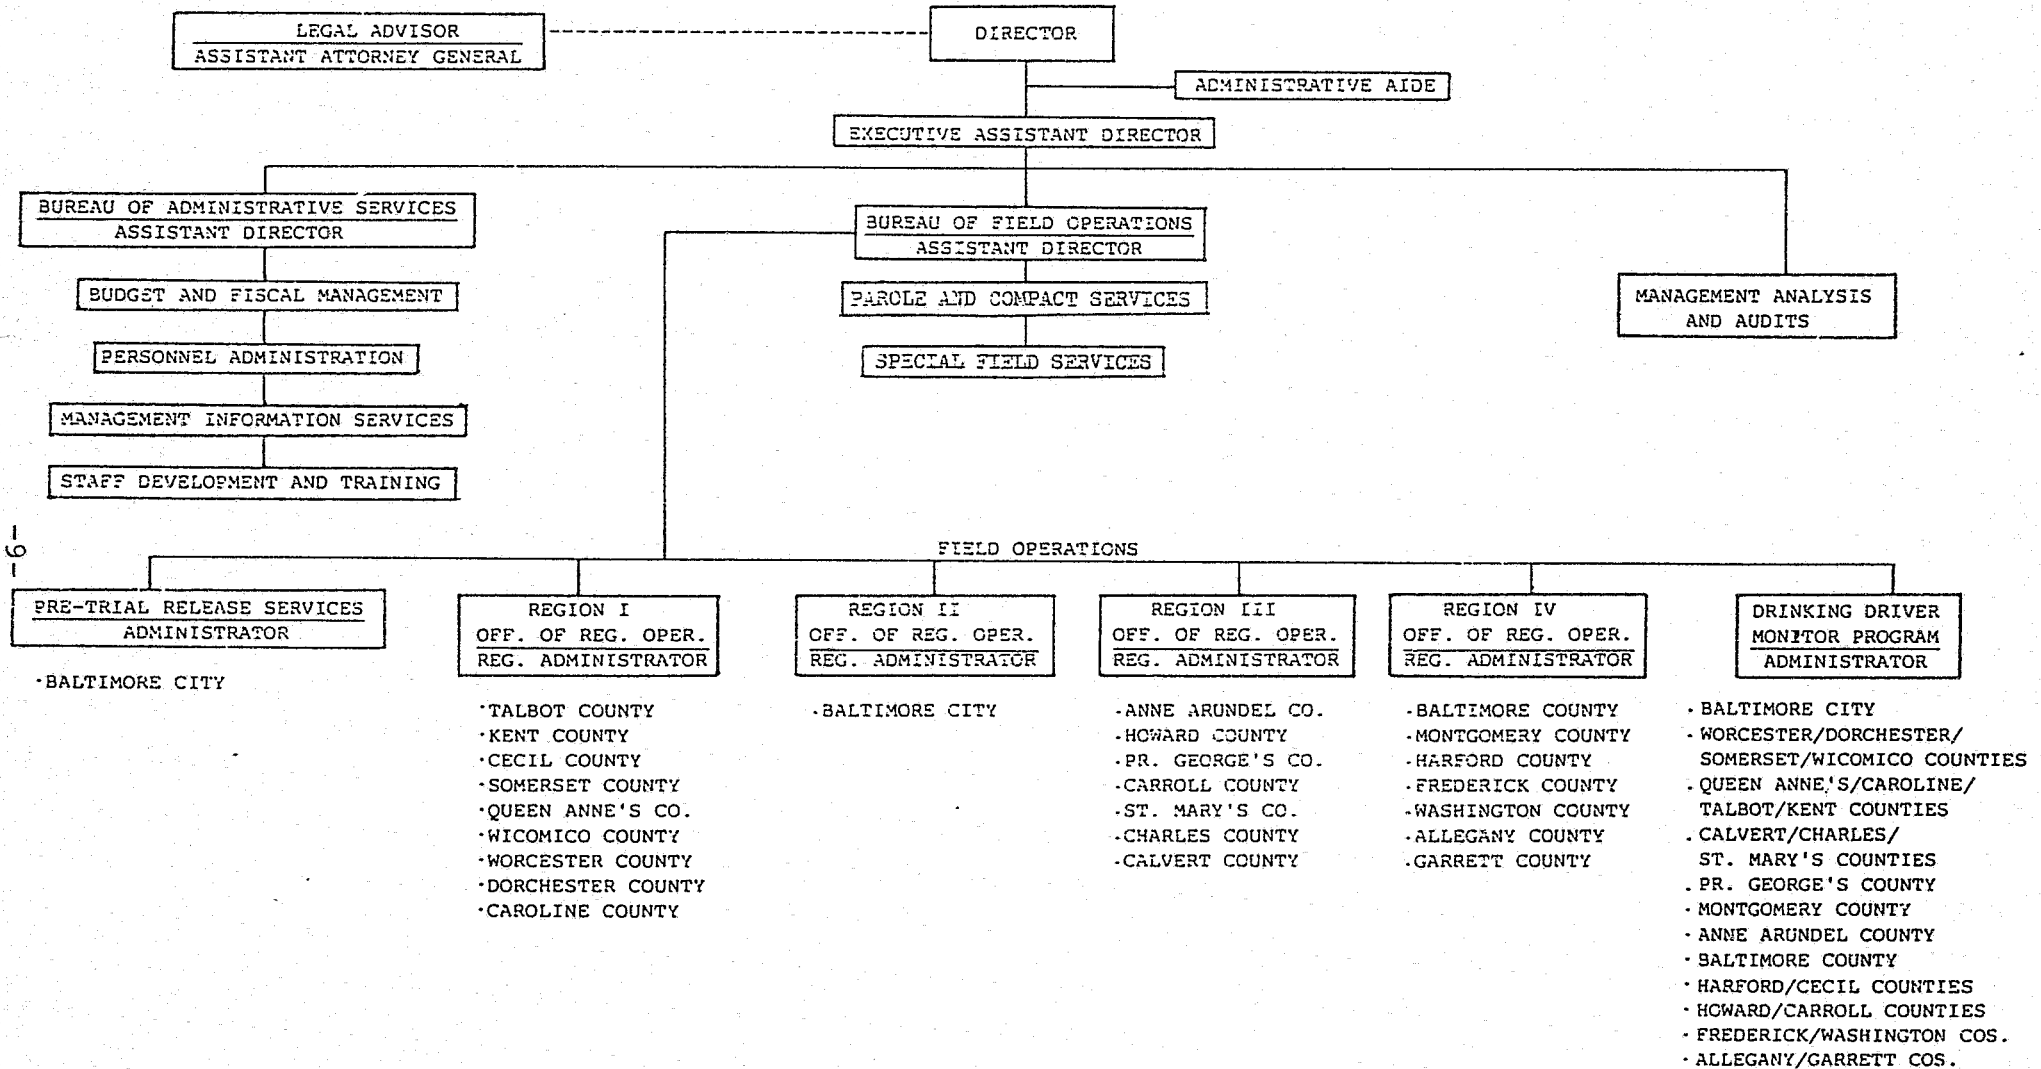 LEGAL ADVISOR
ASSISTANT ATTORNEY GENERAL
DIRECTOR
ADMINISTRATIVE AIDE
EXECUTIVE ASSISTANT DIRECTOR
BUREAU OF ADMINISTRATIVE SERVICES
ASSISTANT DIRECTOR
BUDGET AND FISCAL MANAGEMENT
PERSONNEL ADMINISTRATION
MANAGEMENT INFORMATION SERVICES
STAFF DEVELOPMENT AND TRAINING
BUREAU OF FIELD OPERATIONS
ASSISTANT DIRECTOR
PAROLE AND COMPACT SERVICES
SPECIAL FIELD SERVICES
MANAGEMENT ANALYSIS
AND AUDITS
-6-
FIELD OPERATIONS
PRE-TRIAL RELEASE SERVICES
ADMINISTRATOR
·BALTIMORE CITY
REGION I
OFF. OF REG. OPER.
REG. ADMINISTRATOR
·TALBOT COUNTY
·KENT COUNTY
·CECIL COUNTY
·SOMERSET COUNTY
·QUEEN ANNE'S CO.
·WICOMICO COUNTY
·WORCESTER COUNTY
·DORCHESTER COUNTY
·CAROLINE COUNTY
REGION II
OFF. OF REG. OPER.
REG. ADMINISTRATOR
·BALTIMORE CITY
REGION III
OFF. OF REG. OPER.
REG. ADMINISTRATOR
·ANNE ARUNDEL CO.
·HOWARD COUNTY
·PR. GEORGE'S CO.
·CARROLL COUNTY
·ST. MARY'S CO.
·CHARLES COUNTY
·CALVERT COUNTY
REGION IV
OFF. OF REG. OPER.
REG. ADMINISTRATOR
·BALTIMORE COUNTY
·MONTGOMERY COUNTY
·HARFORD COUNTY
·FREDERICK COUNTY
·WASHINGTON COUNTY
·ALLEGANY COUNTY
·GARRETT COUNTY
DRINKING DRIVER
MONITOR PROGRAM
ADMINISTRATOR
· BALTIMORE CITY
· WORCESTER/DORCHESTER/
SOMERSET/WICOMICO COUNTIES
· QUEEN ANNE'S/CAROLINE/
TALBOT/KENT COUNTIES
· CALVERT/CHARLES/
ST. MARY'S COUNTIES
· PR. GEORGE'S COUNTY
· MONTGOMERY COUNTY
· ANNE ARUNDEL COUNTY
· BALTIMORE COUNTY
· HARFORD/CECIL COUNTIES
· HOWARD/CARROLL COUNTIES
· FREDERICK/WASHINGTON COS.
· ALLEGANY/GARRETT COS.